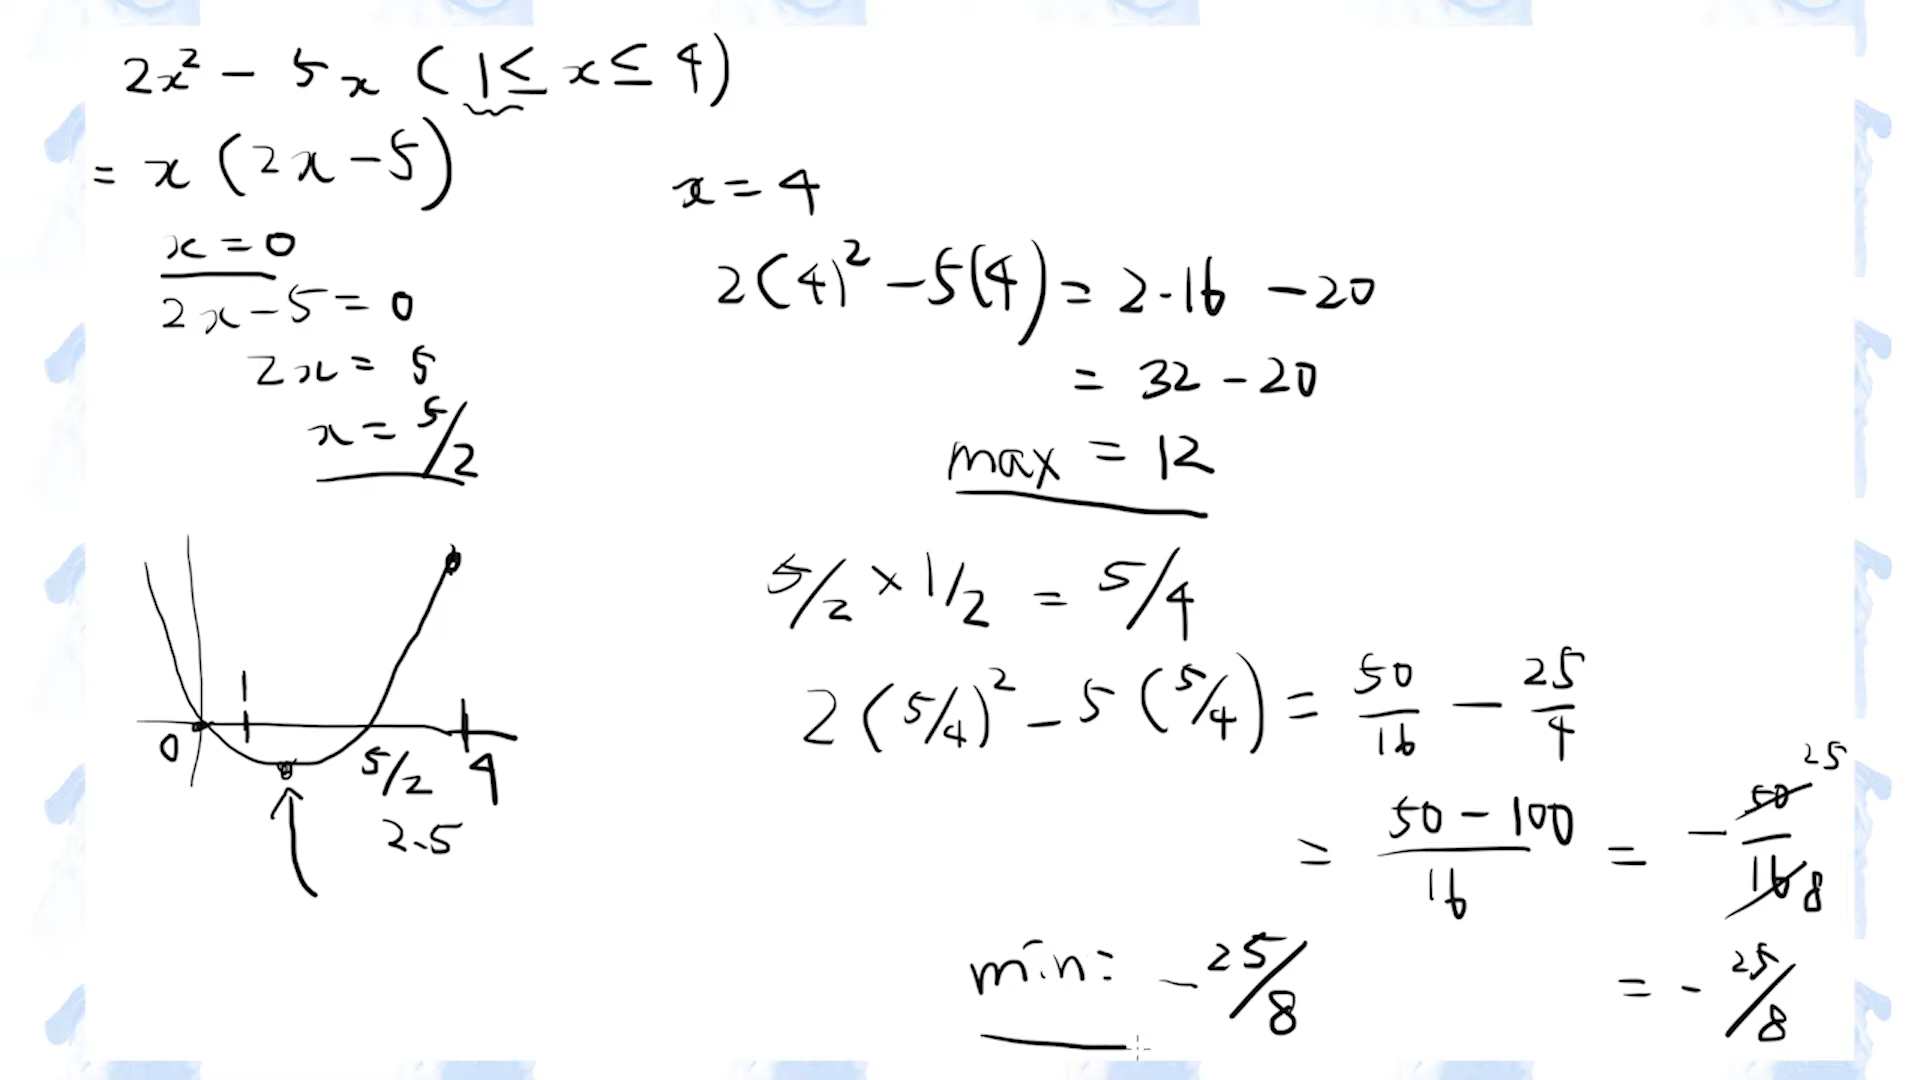 2x² - 5x (1 ≤ x ≤ 4)
= x (2x - 5)
x = 0
2x - 5 = 0
2x = 5
x = 5/2
1
0
5/2
4
2.5
x = 4
2(4)² - 5(4) = 2·16 - 20
= 32 - 20
max = 12
5/2 × 1/2 = 5/4
2(5/4)² - 5(5/4) = 50/16 - 25/4
= (50 - 100)/16 = - 50/16 25 8
min: - 25/8
= - 25/8